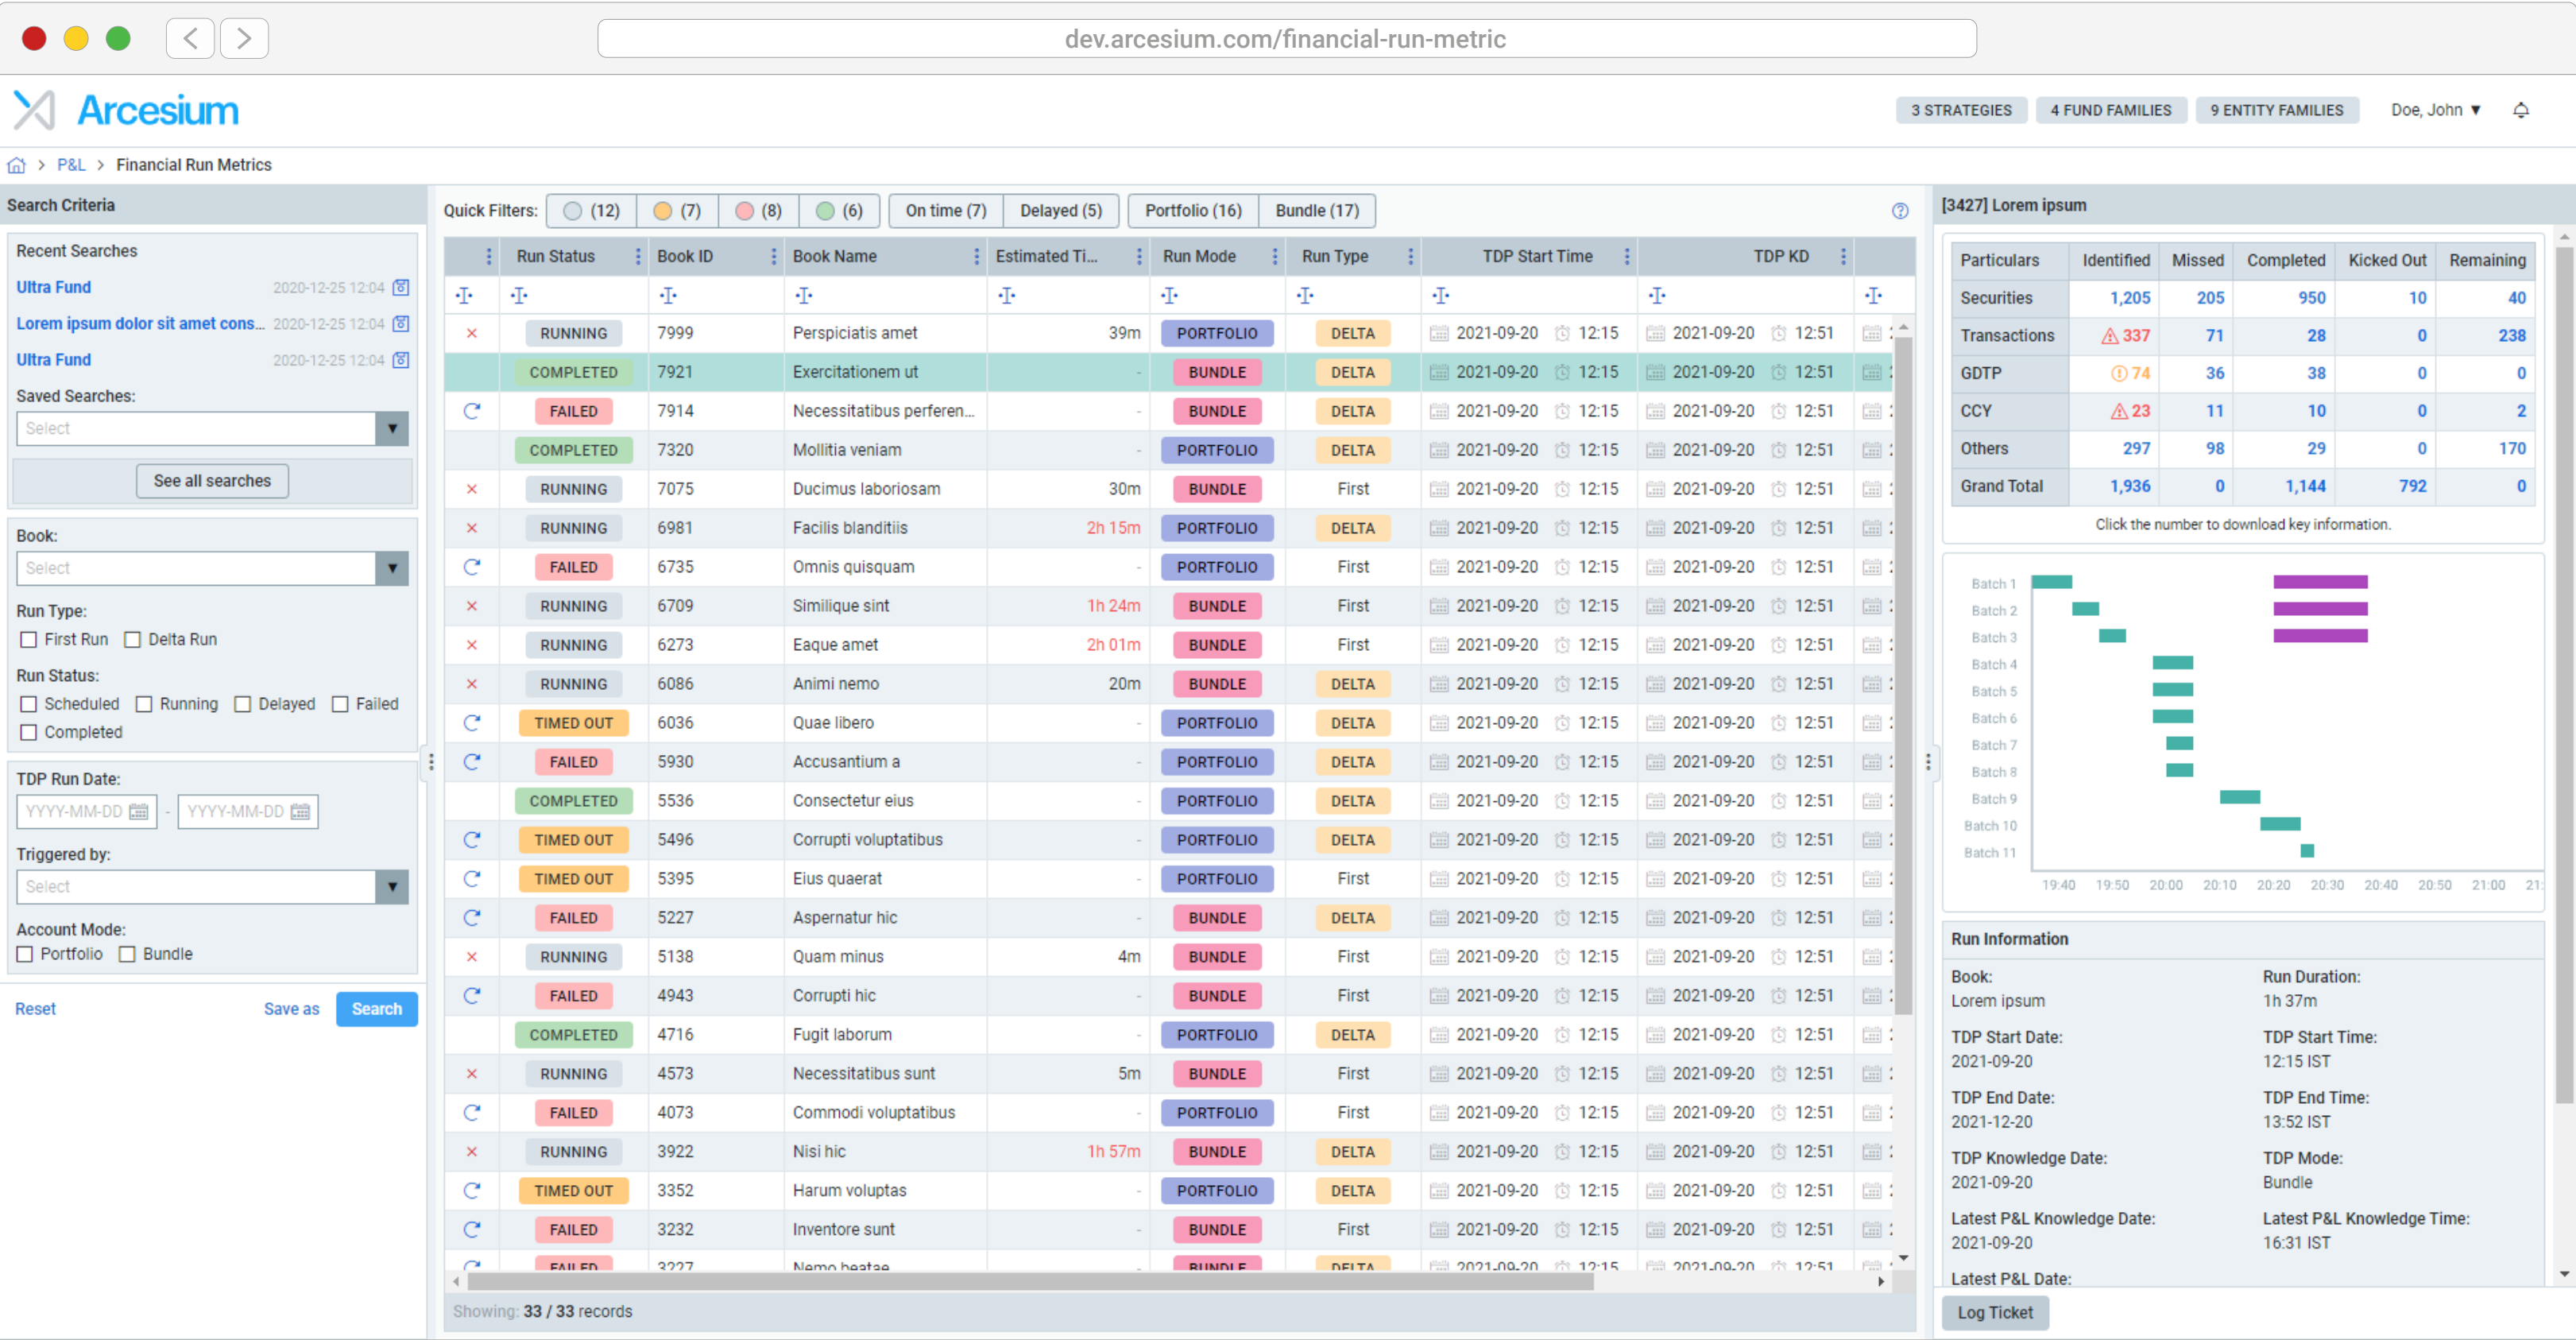 dev.arcesium.com/financial-run-metric
Arcesium
3 STRATEGIES 4 FUND FAMILIES 9 ENTITY FAMILIES Doe, John ▼
> P&L > Financial Run Metrics
Search Criteria
Recent Searches
Ultra Fund 2020-12-25 12:04
Lorem ipsum dolor sit amet cons... 2020-12-25 12:04
Ultra Fund 2020-12-25 12:04
Saved Searches:
Select
See all searches
Book:
Select
Run Type:
First Run Delta Run
Run Status:
Scheduled Running Delayed Failed
Completed
TDP Run Date:
YYYY-MM-DD - YYYY-MM-DD
Triggered by:
Select
Account Mode:
Portfolio Bundle
Reset Save as Search
Quick Filters: (12) (7) (8) (6) On time (7) Delayed (5) Portfolio (16) Bundle (17)
Run Status Book ID Book Name Estimated Ti... Run Mode Run Type TDP Start Time TDP KD
RUNNING 7999 Perspiciatis amet 39m PORTFOLIO DELTA 2021-09-20 12:15 2021-09-20 12:51
COMPLETED 7921 Exercitationem ut - BUNDLE DELTA 2021-09-20 12:15 2021-09-20 12:51
FAILED 7914 Necessitatibus perferen... - BUNDLE DELTA 2021-09-20 12:15 2021-09-20 12:51
COMPLETED 7320 Mollitia veniam - PORTFOLIO DELTA 2021-09-20 12:15 2021-09-20 12:51
RUNNING 7075 Ducimus laboriosam 30m BUNDLE First 2021-09-20 12:15 2021-09-20 12:51
RUNNING 6981 Facilis blanditiis 2h 15m PORTFOLIO DELTA 2021-09-20 12:15 2021-09-20 12:51
FAILED 6735 Omnis quisquam - PORTFOLIO First 2021-09-20 12:15 2021-09-20 12:51
RUNNING 6709 Similique sint 1h 24m BUNDLE First 2021-09-20 12:15 2021-09-20 12:51
RUNNING 6273 Eaque amet 2h 01m BUNDLE First 2021-09-20 12:15 2021-09-20 12:51
RUNNING 6086 Animi nemo 20m BUNDLE DELTA 2021-09-20 12:15 2021-09-20 12:51
TIMED OUT 6036 Quae libero - PORTFOLIO DELTA 2021-09-20 12:15 2021-09-20 12:51
FAILED 5930 Accusantium a - PORTFOLIO DELTA 2021-09-20 12:15 2021-09-20 12:51
COMPLETED 5536 Consectetur eius - PORTFOLIO DELTA 2021-09-20 12:15 2021-09-20 12:51
TIMED OUT 5496 Corrupti voluptatibus - PORTFOLIO DELTA 2021-09-20 12:15 2021-09-20 12:51
TIMED OUT 5395 Eius quaerat - PORTFOLIO First 2021-09-20 12:15 2021-09-20 12:51
FAILED 5227 Aspernatur hic - BUNDLE DELTA 2021-09-20 12:15 2021-09-20 12:51
RUNNING 5138 Quam minus 4m BUNDLE First 2021-09-20 12:15 2021-09-20 12:51
FAILED 4943 Corrupti hic - BUNDLE First 2021-09-20 12:15 2021-09-20 12:51
COMPLETED 4716 Fugit laborum - PORTFOLIO DELTA 2021-09-20 12:15 2021-09-20 12:51
RUNNING 4573 Necessitatibus sunt 5m BUNDLE First 2021-09-20 12:15 2021-09-20 12:51
FAILED 4073 Commodi voluptatibus - PORTFOLIO First 2021-09-20 12:15 2021-09-20 12:51
RUNNING 3922 Nisi hic 1h 57m BUNDLE DELTA 2021-09-20 12:15 2021-09-20 12:51
TIMED OUT 3352 Harum voluptas - PORTFOLIO DELTA 2021-09-20 12:15 2021-09-20 12:51
FAILED 3232 Inventore sunt - BUNDLE First 2021-09-20 12:15 2021-09-20 12:51
FAILED 3227 Nemo beatae BUNDLE DELTA 2021-09-20 12:15 2021-09-20 12:51
Showing: 33 / 33 records
[3427] Lorem ipsum
Particulars Identified Missed Completed Kicked Out Remaining
Securities 1,205 205 950 10 40
Transactions 337 71 28 0 238
GDTP 74 36 38 0 0
CCY 23 11 10 0 2
Others 297 98 29 0 170
Grand Total 1,936 0 1,144 792 0
Click the number to download key information.
Batch 1
Batch 2
Batch 3
Batch 4
Batch 5
Batch 6
Batch 7
Batch 8
Batch 9
Batch 10
Batch 11
19:40 19:50 20:00 20:10 20:20 20:30 20:40 20:50 21:00 21:
Run Information
Book: Run Duration:
Lorem ipsum 1h 37m
TDP Start Date: TDP Start Time:
2021-09-20 12:15 IST
TDP End Date: TDP End Time:
2021-12-20 13:52 IST
TDP Knowledge Date: TDP Mode:
2021-09-20 Bundle
Latest P&L Knowledge Date: Latest P&L Knowledge Time:
2021-09-20 16:31 IST
Latest P&L Date:
Log Ticket